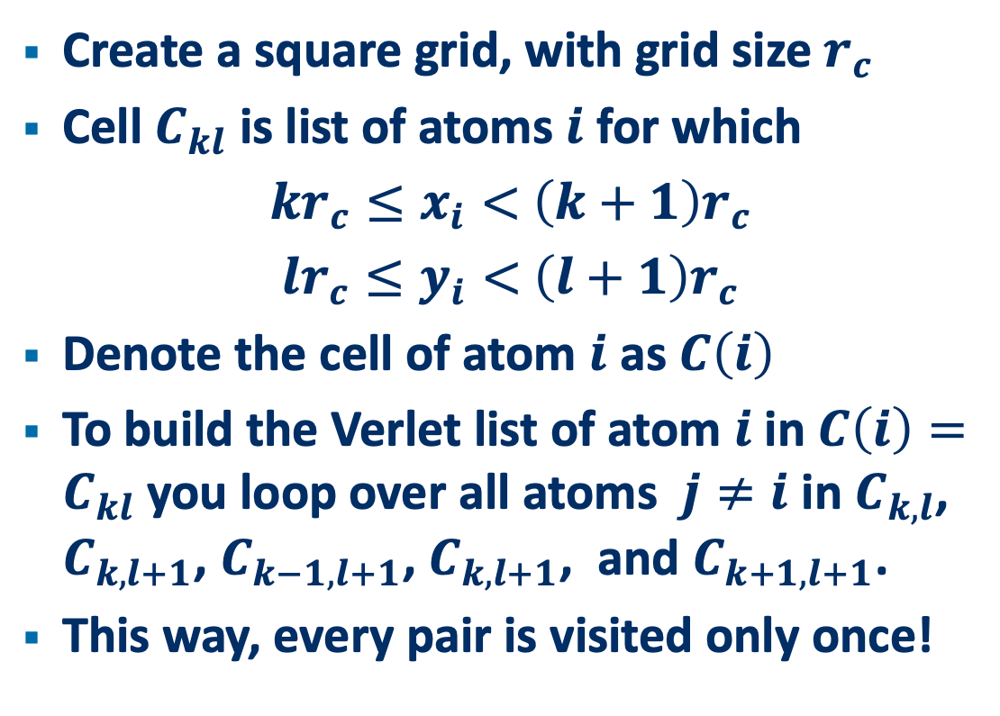 ▪ Create a square grid, with grid size r_c
▪ Cell C_{kl} is list of atoms i for which
kr_c ≤ x_i < (k + 1)r_c
lr_c ≤ y_i < (l + 1)r_c
▪ Denote the cell of atom i as C(i)
▪ To build the Verlet list of atom i in C(i) =
C_{kl} you loop over all atoms j ≠ i in C_{k,l},
C_{k,l+1}, C_{k−1,l+1}, C_{k,l+1}, and C_{k+1,l+1}.
▪ This way, every pair is visited only once!